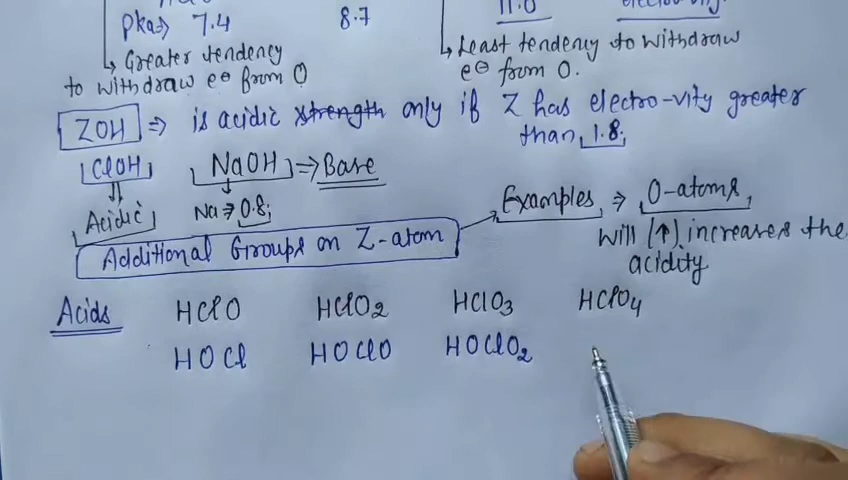 pka⇒ 7.4 8.7 11.0
↳ Greater tendency to withdraw e⊖ from O
↳ Least tendency to withdraw e⊖ from O.
ZOH ⇒ is acidic strength only if Z has electro-vity greater than 1.8;
ClOH NaOH ⇒ Base
Acidic Na⇒ 0.8;
Additional Groups on Z-atom
Examples ⇒ O-atoms
will (↑) increases the acidity
Acids HClO HClO2 HClO3 HClO4
HOCl HOClO HOClO2